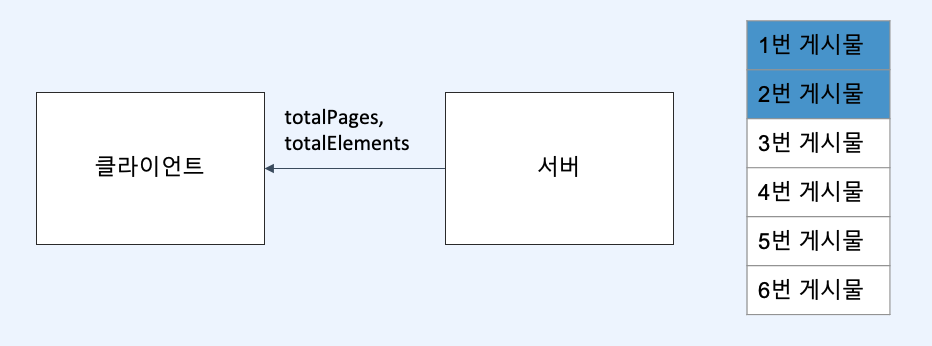 클라이언트
totalPages,
totalElements
서버
1번 게시물
2번 게시물
3번 게시물
4번 게시물
5번 게시물
6번 게시물